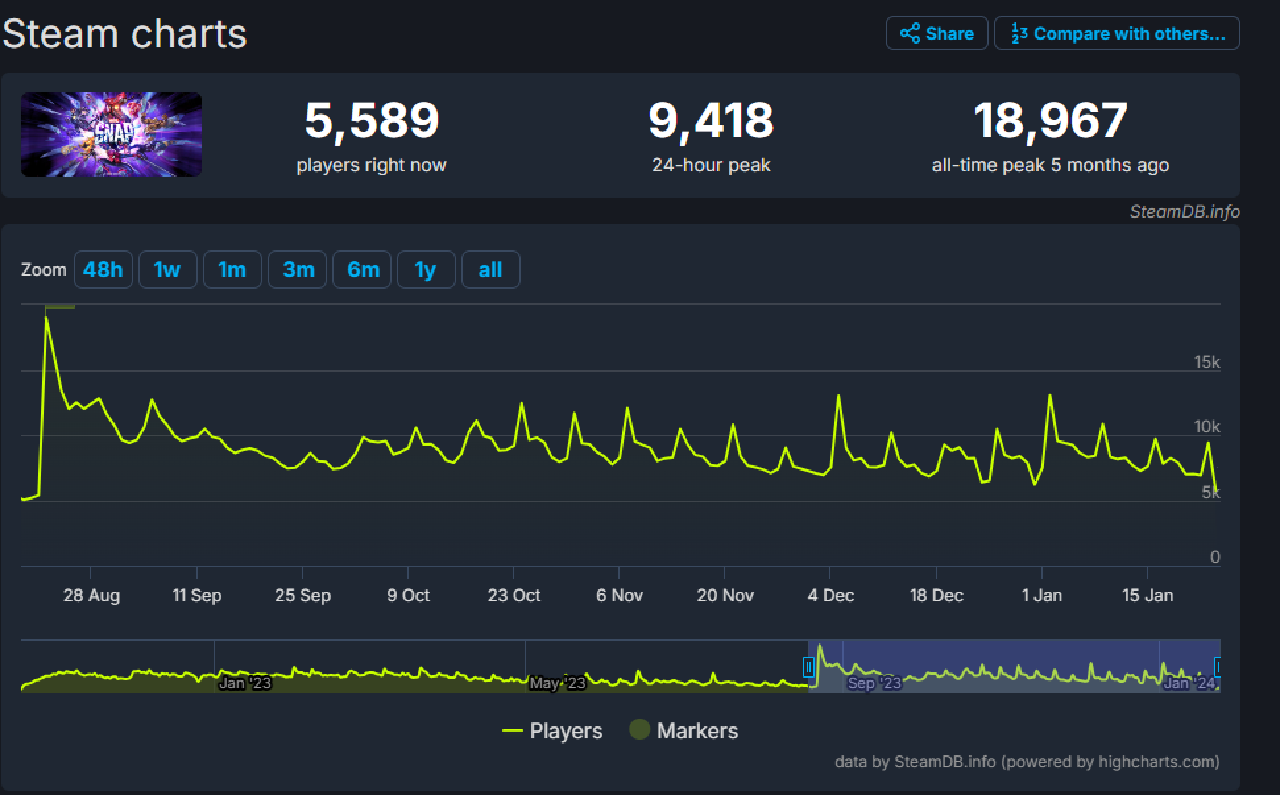 Steam charts
Share
1 2 3 Compare with others...
SNAP
5,589
9,418
18,967
players right now
24-hour peak
all-time peak 5 months ago
SteamDB.info
Zoom 48h 1w 1m 3m 6m 1y all
15k
10k
5k
0
28 Aug 11 Sep 25 Sep 9 Oct 23 Oct 6 Nov 20 Nov 4 Dec 18 Dec 1 Jan 15 Jan
Jan '23 May '23 Sep '23 Jan '24
Players Markers
data by SteamDB.info (powered by highcharts.com)